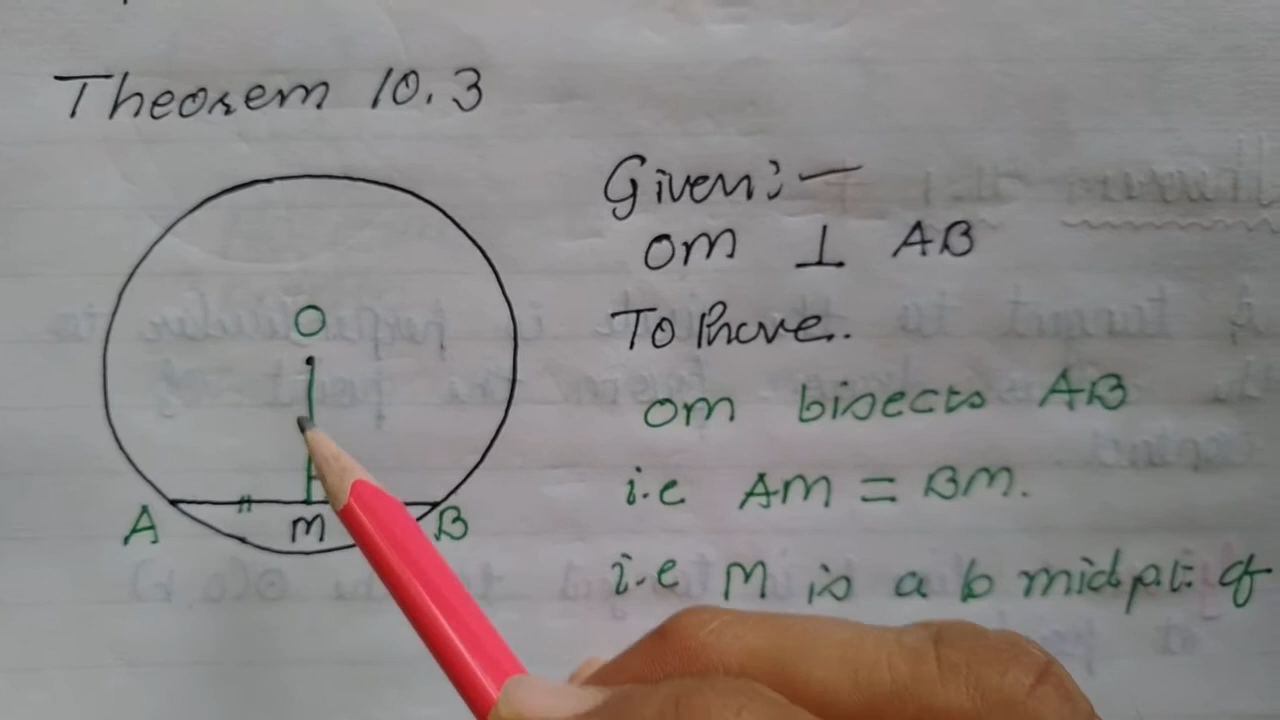 Theorem 10.3
Given:-
om ⊥ AB
To Prove..
om bisects AB
i.e Am = Bm.
i.e M is a b midpt: of
O
A
M
B